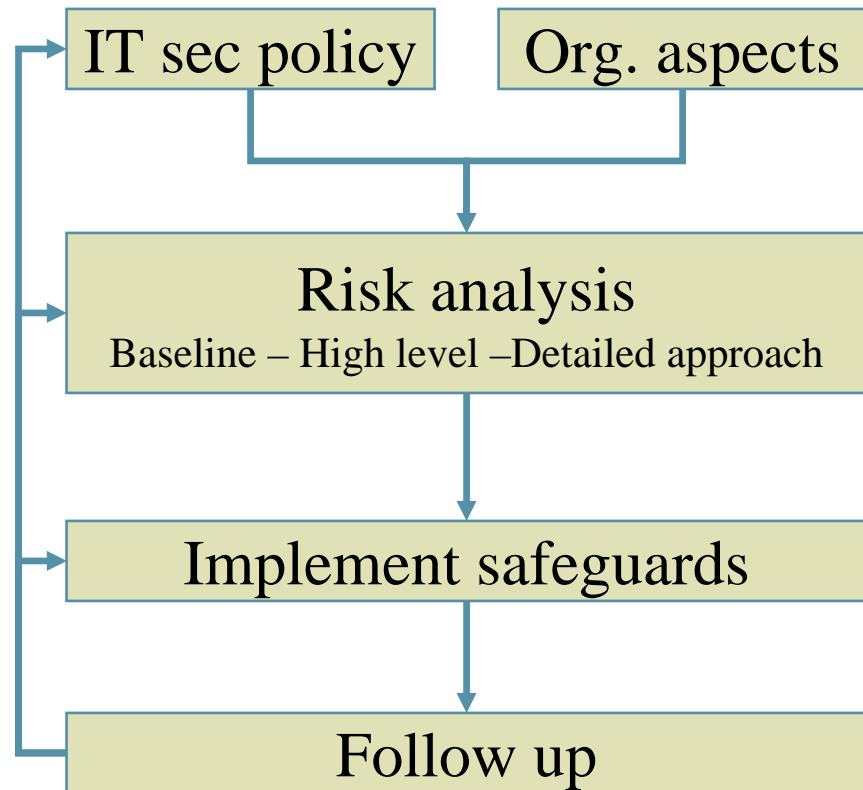 IT sec policy
Org. aspects
Risk analysis
Baseline – High level –Detailed approach
Implement safeguards
Follow up